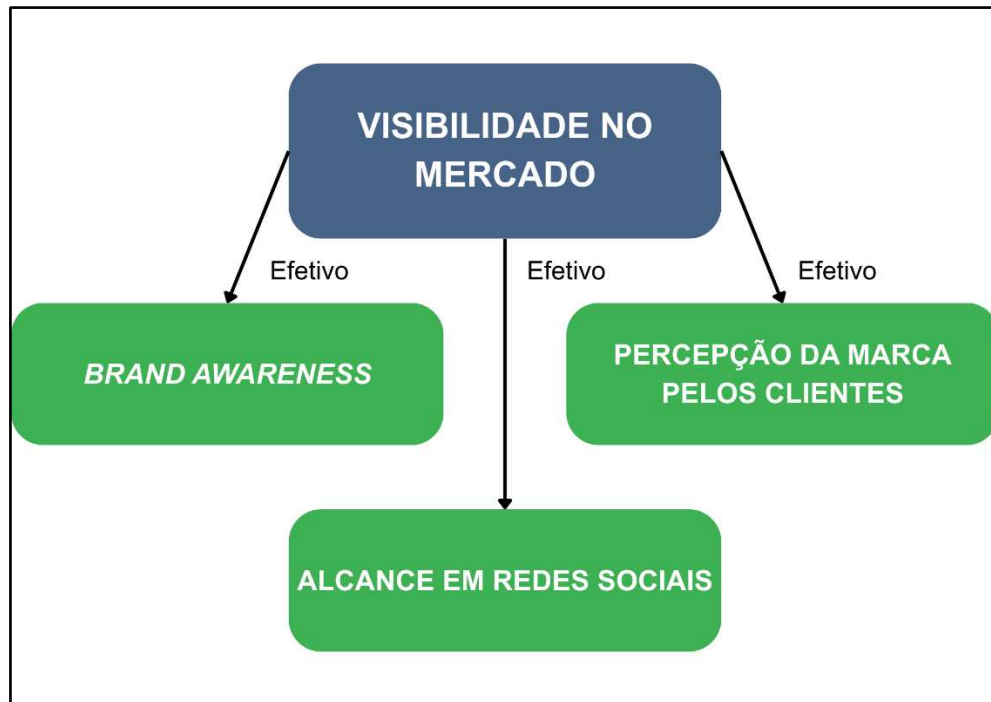 VISIBILIDADE NO
MERCADO
Efetivo
Efetivo
Efetivo
BRAND AWARENESS
PERCEPÇÃO DA MARCA
PELOS CLIENTES
ALCANCE EM REDES SOCIAIS